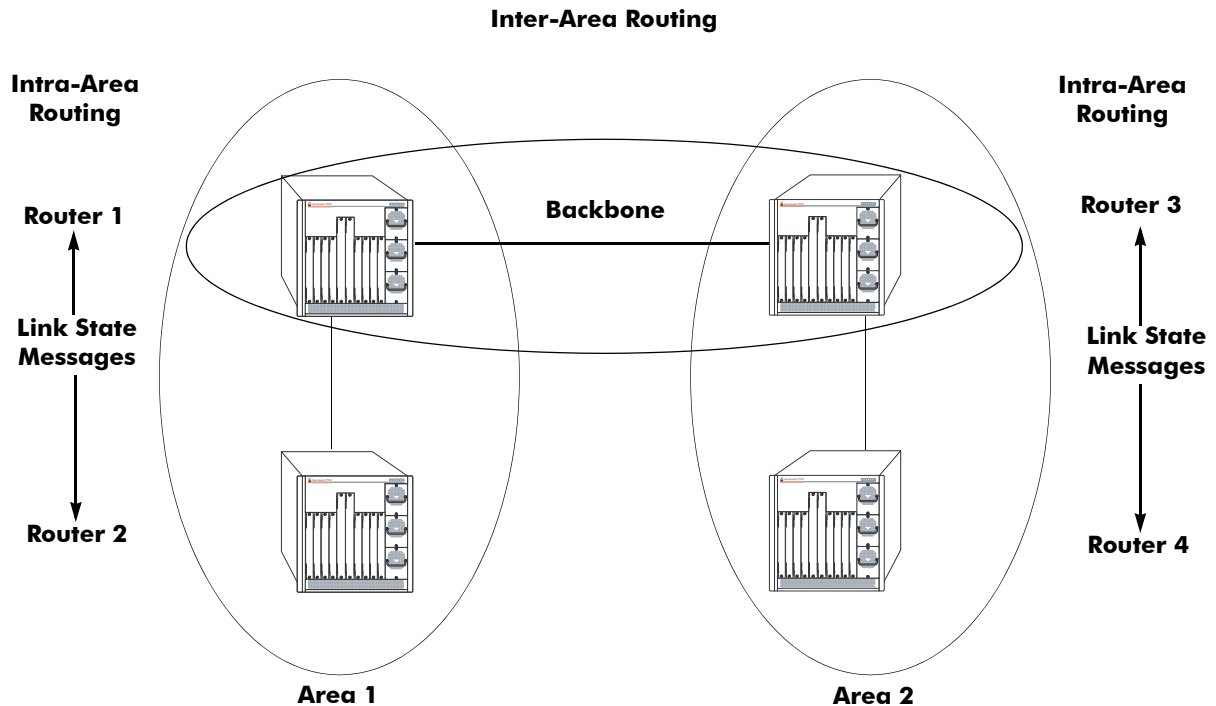 Inter-Area Routing
Intra-Area
Routing
Intra-Area
Routing
Router 1
Backbone
Router 3
Link State
Messages
Link State
Messages
Router 2
Router 4
Area 1
Area 2